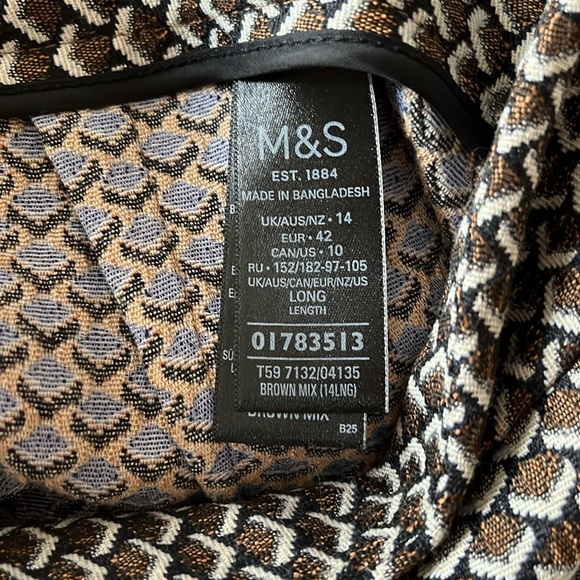 M&S
EST. 1884
MADE IN BANGLADESH
UK/AUS/NZ • 14
EUR • 42
CAN/US • 10
RU • 152/182-97-105
UK/AUS/CAN/EUR/NZ/US
LONG
LENGTH
01783513
T59 7132/04135
BROWN MIX (14LNG)
BROWN MIX
B25